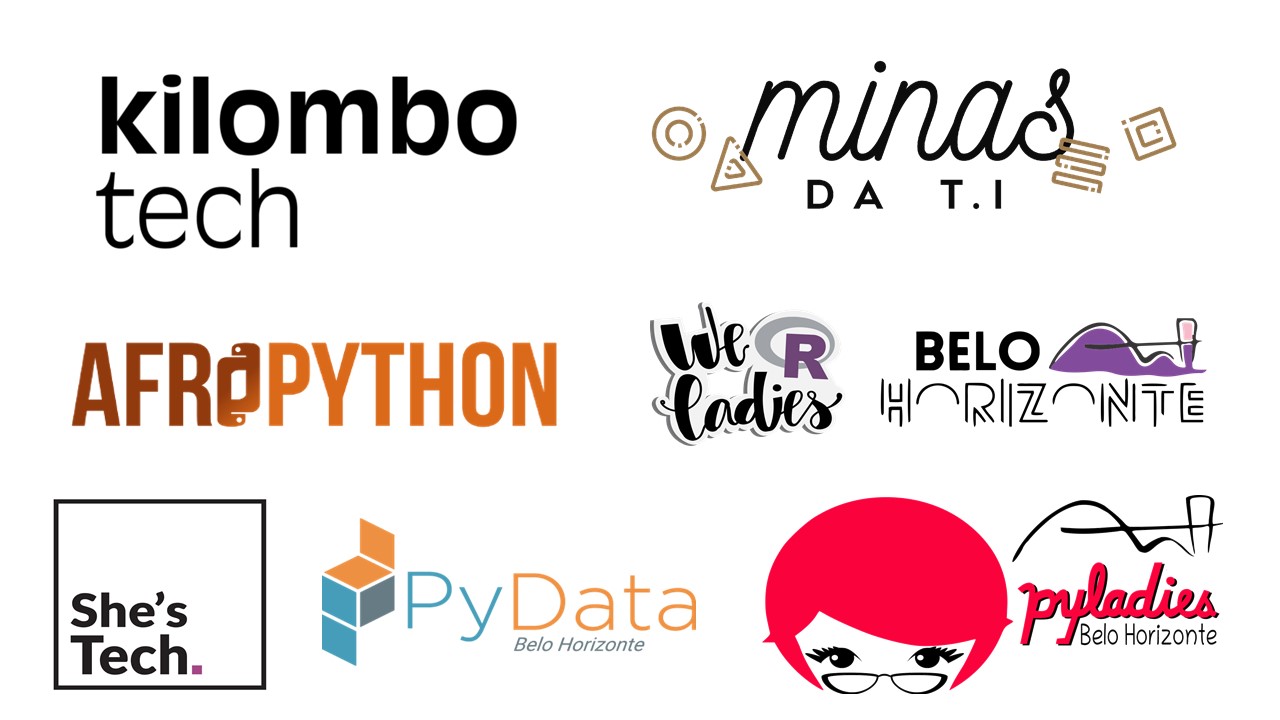 kilombo
tech
minas
DA T.I
AFROPYTHON
We R
Ladies
BELO
HORIZONTE
She's
Tech.
PyData
Belo Horizonte
pyladies
Belo Horizonte